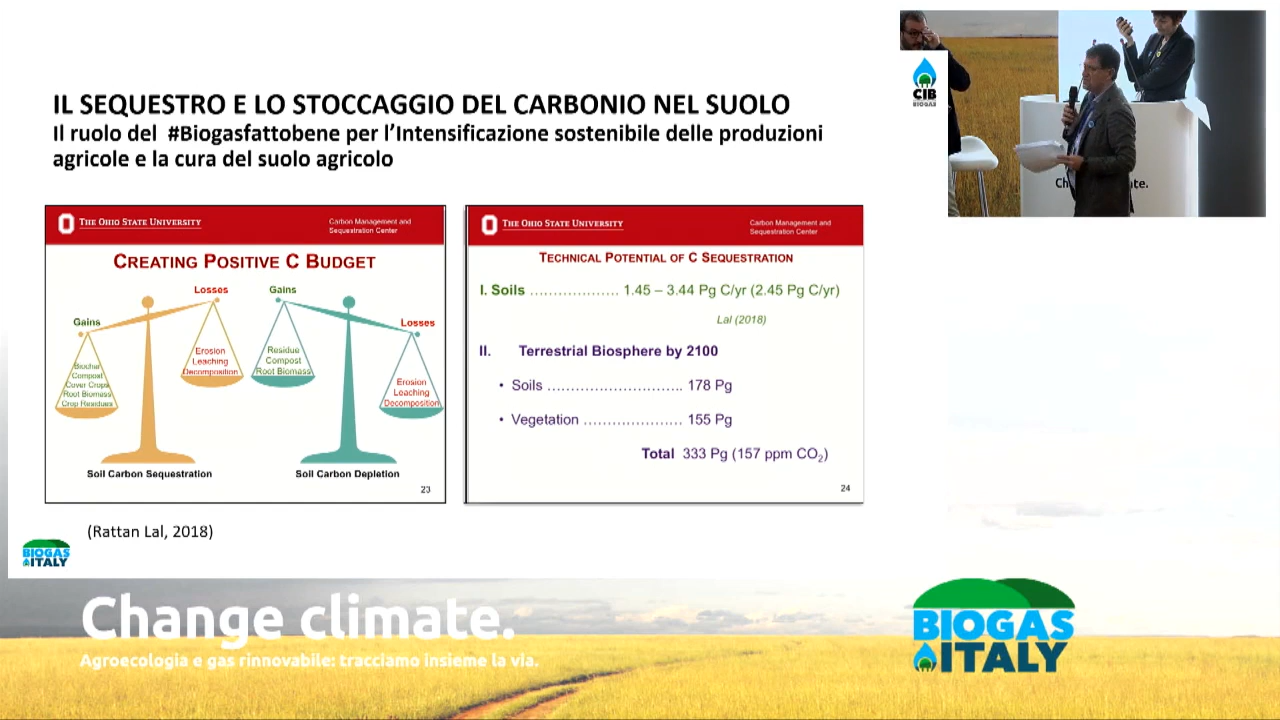 IL SEQUESTRO E LO STOCCAGGIO DEL CARBONIO NEL SUOLO
Il ruolo del #Biogasfattobene per l'Intensificazione sostenibile delle produzioni
agricole e la cura del suolo agricolo
THE OHIO STATE UNIVERSITY
Carbon Management and
Sequestration Center
CREATING POSITIVE C BUDGET
Losses
Gains
Gains
Losses
Biochar
Compost
Cover Crops
Root Biomass
Crop Residues
Erosion
Leaching
Decomposition
Residue
Compost
Root Biomass
Erosion
Leaching
Decomposition
Soil Carbon Sequestration
Soil Carbon Depletion
23
THE OHIO STATE UNIVERSITY
Carbon Management and
Sequestration Center
TECHNICAL POTENTIAL OF C SEQUESTRATION
I. Soils ................... 1.45 – 3.44 Pg C/yr (2.45 Pg C/yr)
Lal (2018)
II. Terrestrial Biosphere by 2100
• Soils ............................ 178 Pg
• Vegetation ..................... 155 Pg
Total 333 Pg (157 ppm CO₂)
24
(Rattan Lal, 2018)
BIOGAS
ITALY
CIB
BIOGAS
Change climate.
Agroecologia e gas rinnovabile: tracciamo insieme la via.
BIOGAS
ITALY